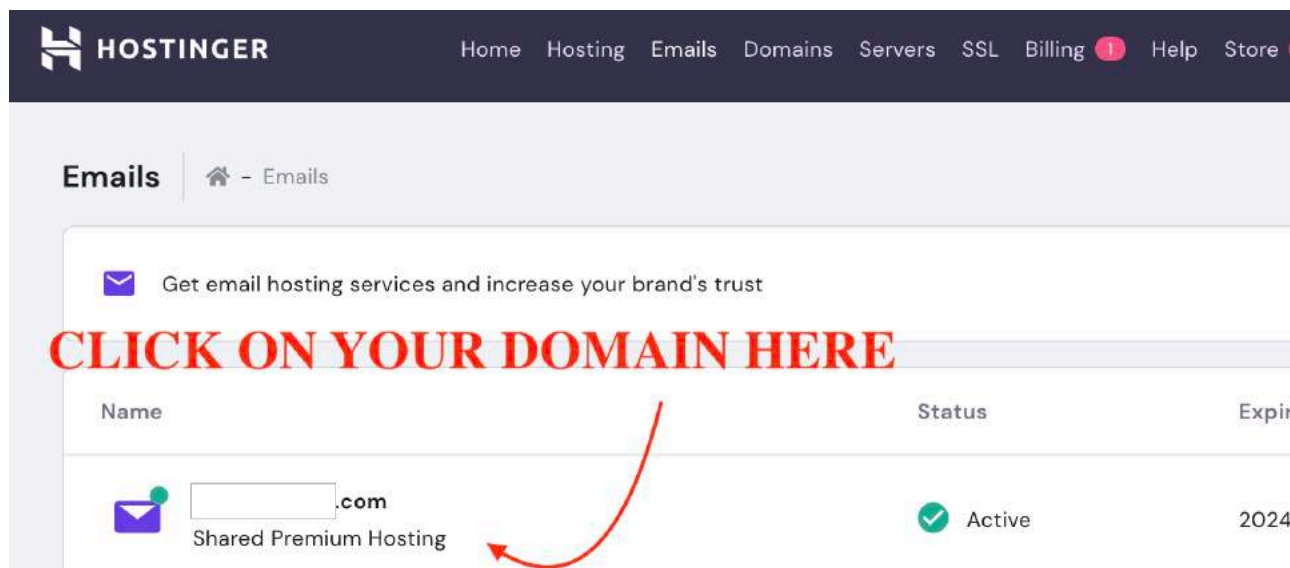 HOSTINGER Home Hosting Emails Domains Servers SSL Billing 1 Help Store
Emails - Emails
Get email hosting services and increase your brand's trust
CLICK ON YOUR DOMAIN HERE
Name Status Expir
.com
Shared Premium Hosting
Active 2024